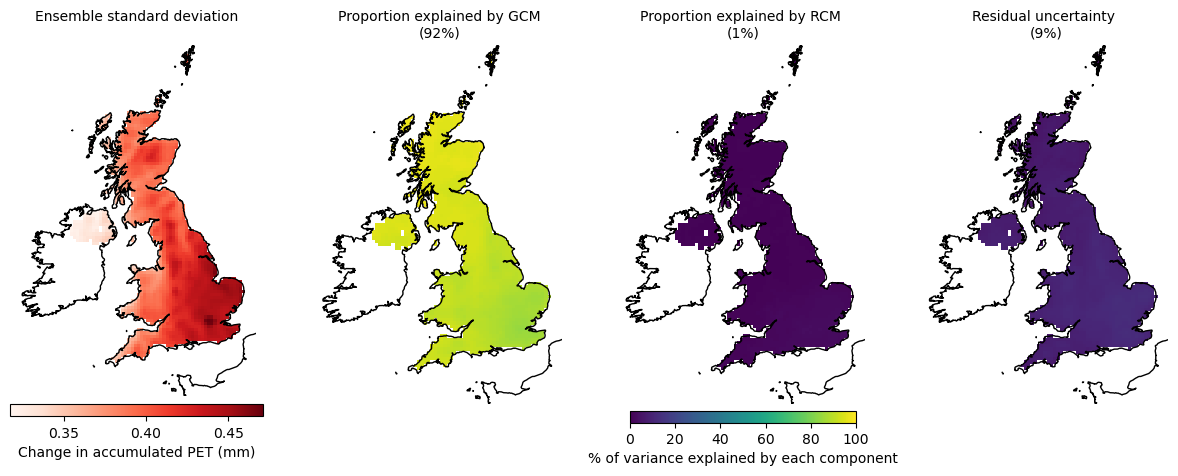 Ensemble standard deviation
Proportion explained by GCM
(92%)
Proportion explained by RCM
(1%)
Residual uncertainty
(9%)
0.35 0.40 0.45
Change in accumulated PET (mm)
0 20 40 60 80 100
% of variance explained by each component